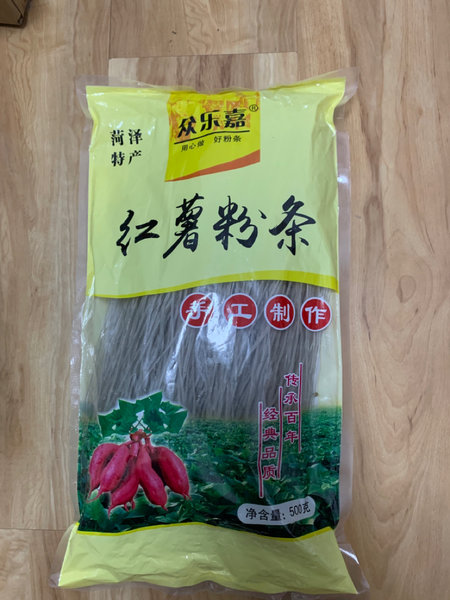 众乐嘉®
用心做 好粉条
菏泽
特产
红薯粉条
手工制作
传承百年
经典品质
净含量：500克